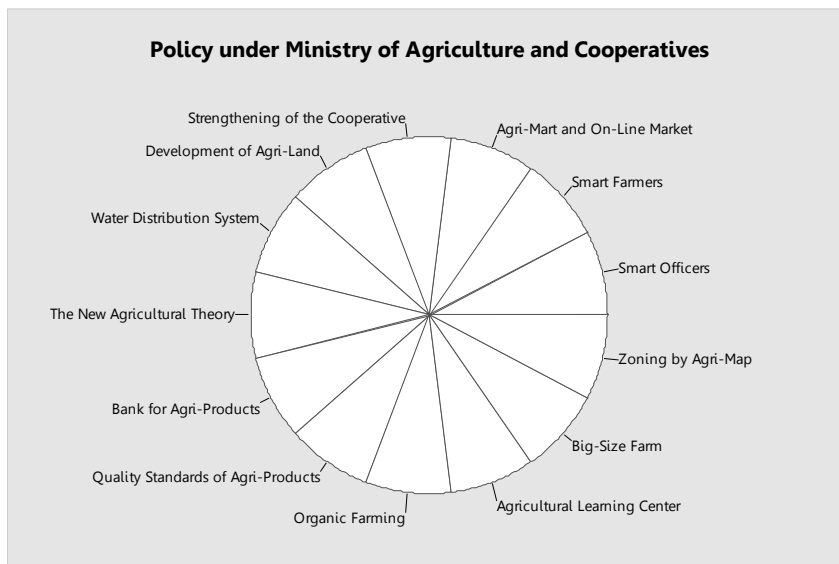 Policy under Ministry of Agriculture and Cooperatives
Strengthening of the Cooperative
Agri-Mart and On-Line Market
Development of Agri-Land
Smart Farmers
Water Distribution System
Smart Officers
The New Agricultural Theory
Zoning by Agri-Map
Bank for Agri-Products
Big-Size Farm
Quality Standards of Agri-Products
Agricultural Learning Center
Organic Farming